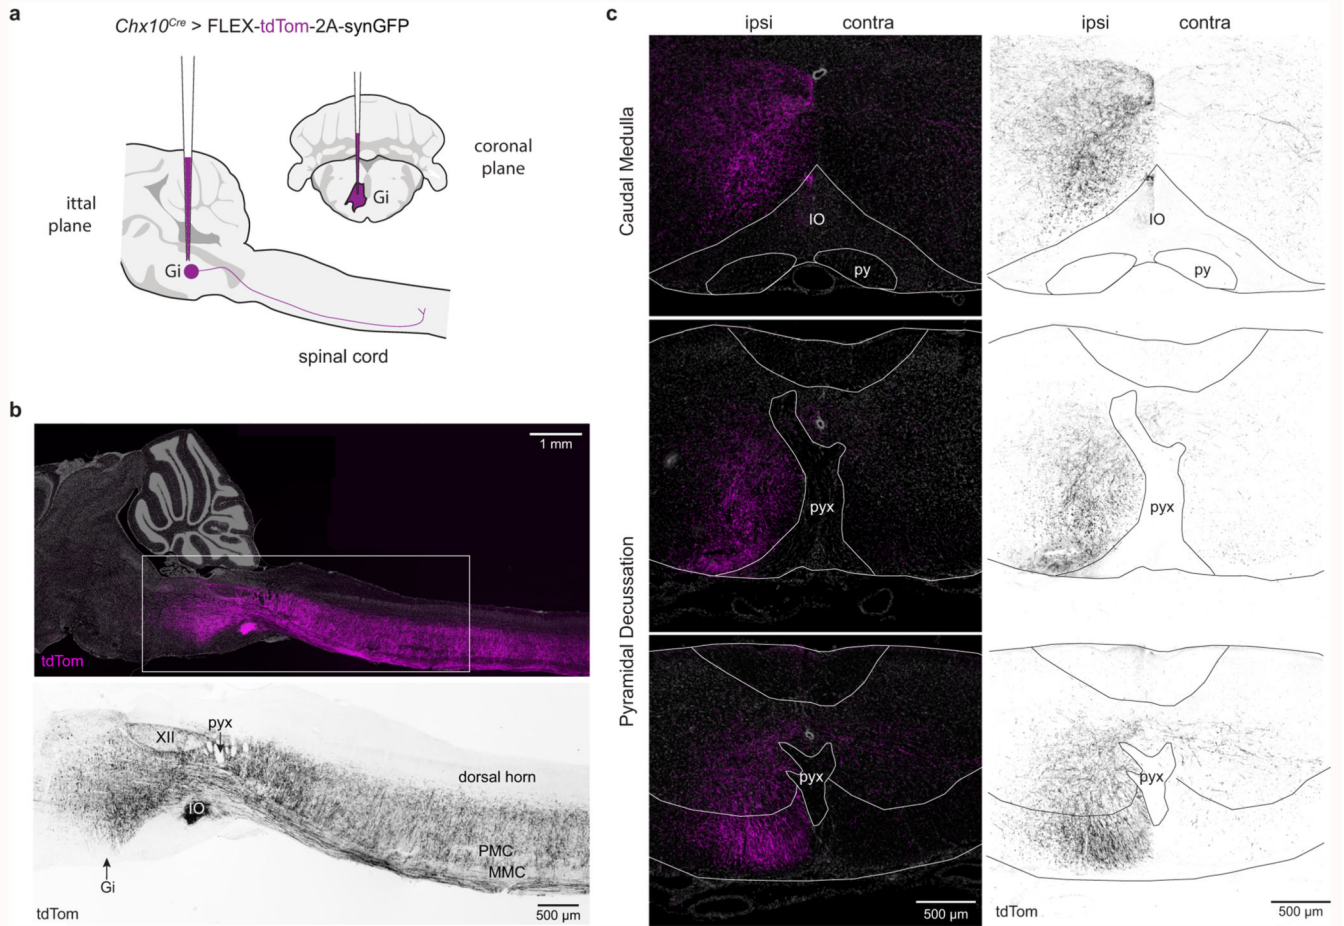 a
Chx10Cre > FLEX-tdTom-2A-synGFP
coronal
plane
Gi
ittal
plane
Gi
spinal cord
b
1 mm
tdTom
pyx
XII
dorsal horn
IO
PMC
MMC
Gi
tdTom
500 µm
c
ipsi contra ipsi contra
Caudal Medulla
IO
py
IO
py
Pyramidal Decussation
pyx
pyx
pyx
pyx
500 µm
tdTom
500 µm